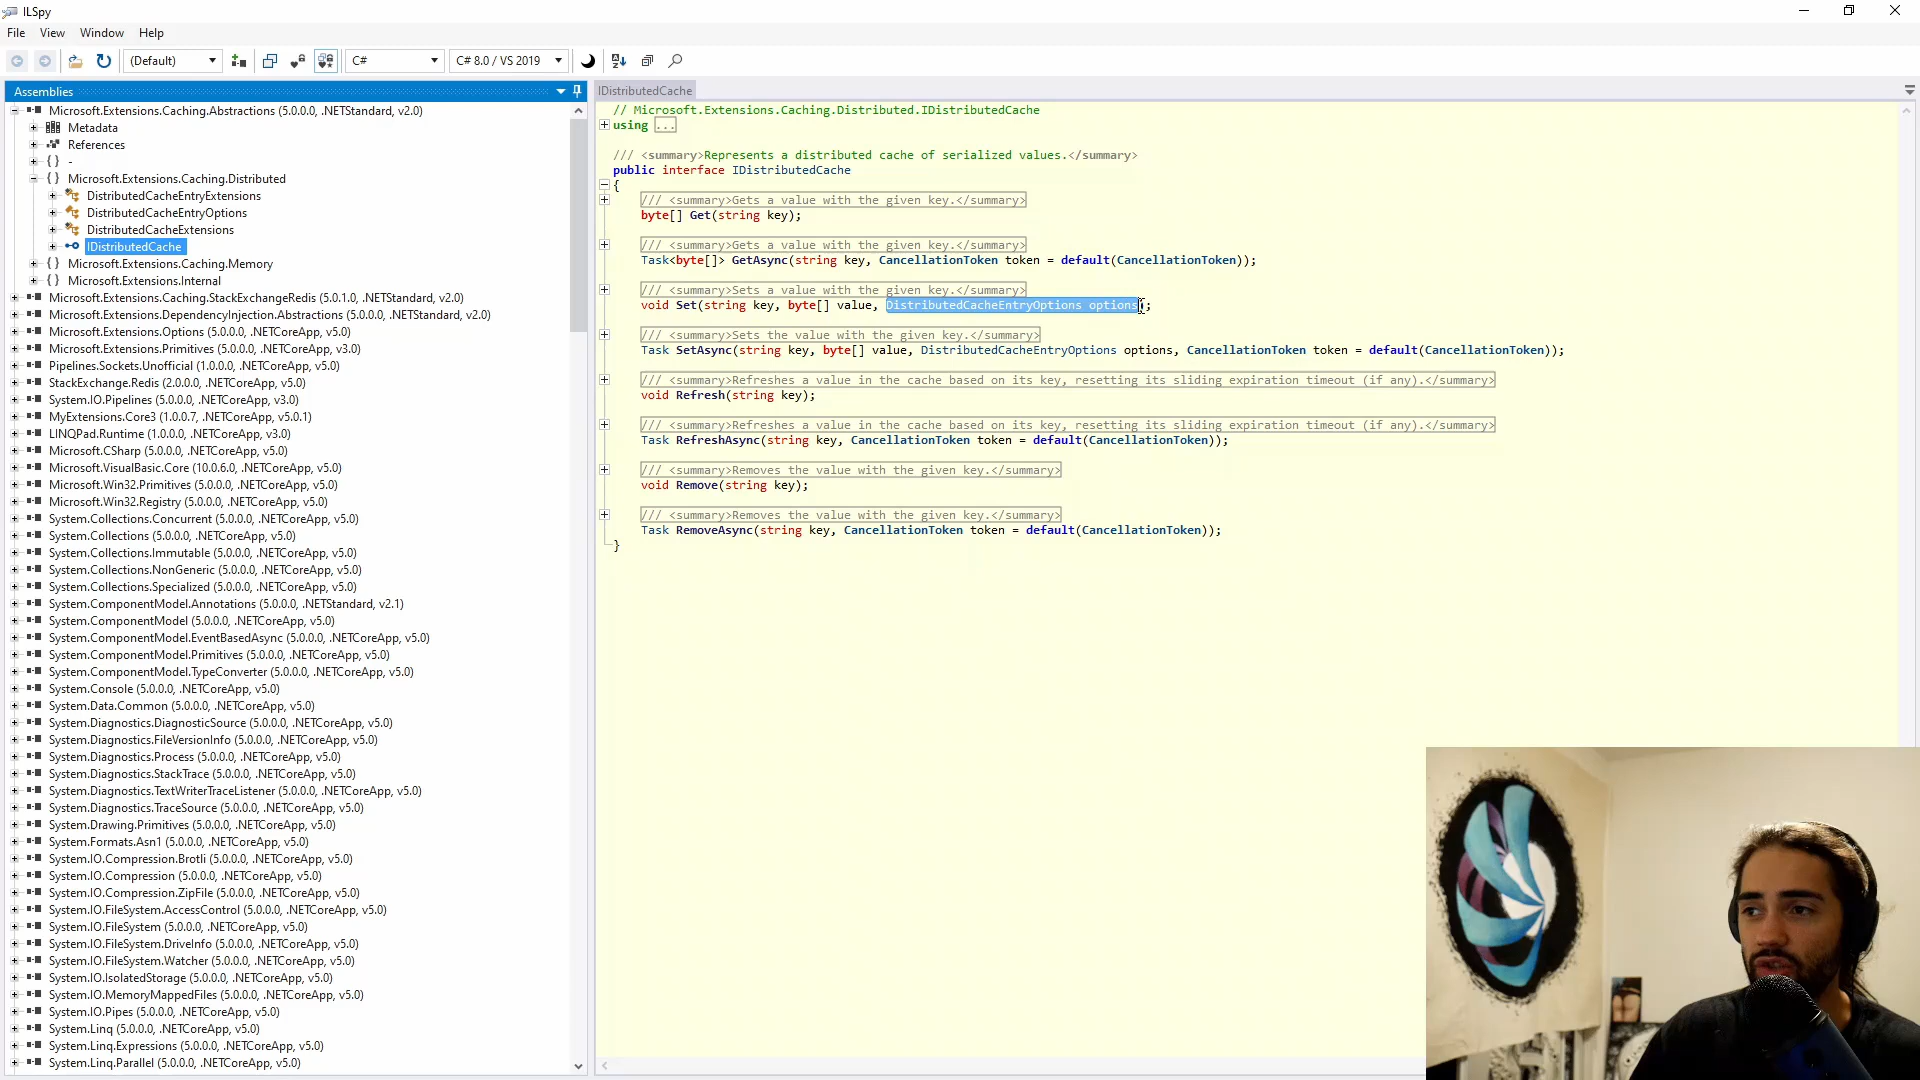 ILSpy
File View Window Help
(Default) C# C# 8.0 / VS 2019
Assemblies
Microsoft.Extensions.Caching.Abstractions (5.0.0.0, .NETStandard, v2.0)
Metadata
References
{ } -
{ } Microsoft.Extensions.Caching.Distributed
DistributedCacheEntryExtensions
DistributedCacheEntryOptions
DistributedCacheExtensions
IDistributedCache
{ } Microsoft.Extensions.Caching.Memory
{ } Microsoft.Extensions.Internal
Microsoft.Extensions.Caching.StackExchangeRedis (5.0.1.0, .NETStandard, v2.0)
Microsoft.Extensions.DependencyInjection.Abstractions (5.0.0.0, .NETStandard, v2.0)
Microsoft.Extensions.Options (5.0.0.0, .NETCoreApp, v5.0)
Microsoft.Extensions.Primitives (5.0.0.0, .NETCoreApp, v3.0)
Pipelines.Sockets.Unofficial (1.0.0.0, .NETCoreApp, v5.0)
StackExchange.Redis (2.0.0.0, .NETCoreApp, v5.0)
System.IO.Pipelines (5.0.0.0, .NETCoreApp, v3.0)
MyExtensions.Core3 (1.0.0.7, .NETCoreApp, v5.0.1)
LINQPad.Runtime (1.0.0.0, .NETCoreApp, v3.0)
Microsoft.CSharp (5.0.0.0, .NETCoreApp, v5.0)
Microsoft.VisualBasic.Core (10.0.6.0, .NETCoreApp, v5.0)
Microsoft.Win32.Primitives (5.0.0.0, .NETCoreApp, v5.0)
Microsoft.Win32.Registry (5.0.0.0, .NETCoreApp, v5.0)
System.Collections.Concurrent (5.0.0.0, .NETCoreApp, v5.0)
System.Collections (5.0.0.0, .NETCoreApp, v5.0)
System.Collections.Immutable (5.0.0.0, .NETCoreApp, v5.0)
System.Collections.NonGeneric (5.0.0.0, .NETCoreApp, v5.0)
System.Collections.Specialized (5.0.0.0, .NETCoreApp, v5.0)
System.ComponentModel.Annotations (5.0.0.0, .NETStandard, v2.1)
System.ComponentModel (5.0.0.0, .NETCoreApp, v5.0)
System.ComponentModel.EventBasedAsync (5.0.0.0, .NETCoreApp, v5.0)
System.ComponentModel.Primitives (5.0.0.0, .NETCoreApp, v5.0)
System.ComponentModel.TypeConverter (5.0.0.0, .NETCoreApp, v5.0)
System.Console (5.0.0.0, .NETCoreApp, v5.0)
System.Data.Common (5.0.0.0, .NETCoreApp, v5.0)
System.Diagnostics.DiagnosticSource (5.0.0.0, .NETCoreApp, v5.0)
System.Diagnostics.FileVersionInfo (5.0.0.0, .NETCoreApp, v5.0)
System.Diagnostics.Process (5.0.0.0, .NETCoreApp, v5.0)
System.Diagnostics.StackTrace (5.0.0.0, .NETCoreApp, v5.0)
System.Diagnostics.TextWriterTraceListener (5.0.0.0, .NETCoreApp, v5.0)
System.Diagnostics.TraceSource (5.0.0.0, .NETCoreApp, v5.0)
System.Drawing.Primitives (5.0.0.0, .NETCoreApp, v5.0)
System.Formats.Asn1 (5.0.0.0, .NETCoreApp, v5.0)
System.IO.Compression.Brotli (5.0.0.0, .NETCoreApp, v5.0)
System.IO.Compression (5.0.0.0, .NETCoreApp, v5.0)
System.IO.Compression.ZipFile (5.0.0.0, .NETCoreApp, v5.0)
System.IO.FileSystem.AccessControl (5.0.0.0, .NETCoreApp, v5.0)
System.IO.FileSystem (5.0.0.0, .NETCoreApp, v5.0)
System.IO.FileSystem.DriveInfo (5.0.0.0, .NETCoreApp, v5.0)
System.IO.FileSystem.Watcher (5.0.0.0, .NETCoreApp, v5.0)
System.IO.IsolatedStorage (5.0.0.0, .NETCoreApp, v5.0)
System.IO.MemoryMappedFiles (5.0.0.0, .NETCoreApp, v5.0)
System.IO.Pipes (5.0.0.0, .NETCoreApp, v5.0)
System.Linq (5.0.0.0, .NETCoreApp, v5.0)
System.Linq.Expressions (5.0.0.0, .NETCoreApp, v5.0)
System.Linq.Parallel (5.0.0.0, .NETCoreApp, v5.0)
IDistributedCache
// Microsoft.Extensions.Caching.Distributed.IDistributedCache
using ...
/// <summary>Represents a distributed cache of serialized values.</summary>
public interface IDistributedCache
{
/// <summary>Gets a value with the given key.</summary>
byte[] Get(string key);
/// <summary>Gets a value with the given key.</summary>
Task<byte[]> GetAsync(string key, CancellationToken token = default(CancellationToken));
/// <summary>Sets a value with the given key.</summary>
void Set(string key, byte[] value, DistributedCacheEntryOptions options);
/// <summary>Sets the value with the given key.</summary>
Task SetAsync(string key, byte[] value, DistributedCacheEntryOptions options, CancellationToken token = default(CancellationToken));
/// <summary>Refreshes a value in the cache based on its key, resetting its sliding expiration timeout (if any).</summary>
void Refresh(string key);
/// <summary>Refreshes a value in the cache based on its key, resetting its sliding expiration timeout (if any).</summary>
Task RefreshAsync(string key, CancellationToken token = default(CancellationToken));
/// <summary>Removes the value with the given key.</summary>
void Remove(string key);
/// <summary>Removes the value with the given key.</summary>
Task RemoveAsync(string key, CancellationToken token = default(CancellationToken));
}